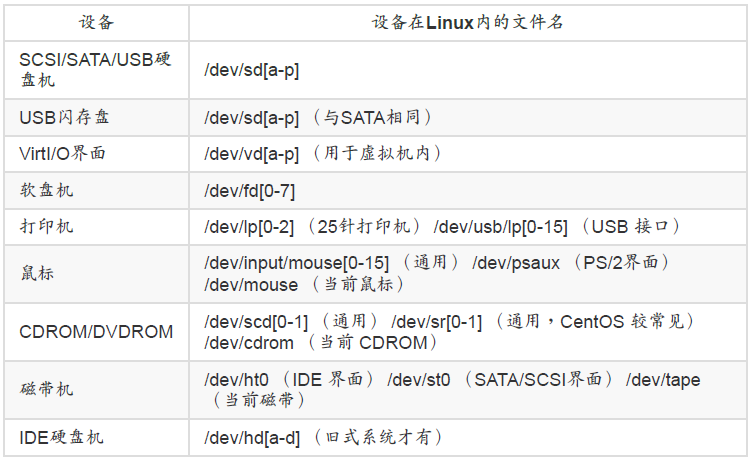 设备 设备在Linux内的文件名
SCSI/SATA/USB硬
盘机
/dev/sd[a-p]
USB闪存盘 /dev/sd[a-p] （与SATA相同）
VirtI/O界面 /dev/vd[a-p] （用于虚拟机内）
软盘机 /dev/fd[0-7]
打印机 /dev/lp[0-2] （25针打印机） /dev/usb/lp[0-15] （USB 接口）
鼠标
/dev/input/mouse[0-15] （通用） /dev/psaux （PS/2界面）
/dev/mouse （当前鼠标）
CDROM/DVDROM
/dev/scd[0-1] （通用） /dev/sr[0-1] （通用，CentOS 较常见）
/dev/cdrom （当前 CDROM）
磁带机
/dev/ht0 （IDE 界面） /dev/st0 （SATA/SCSI界面） /dev/tape
（当前磁带）
IDE硬盘机 /dev/hd[a-d] （旧式系统才有）